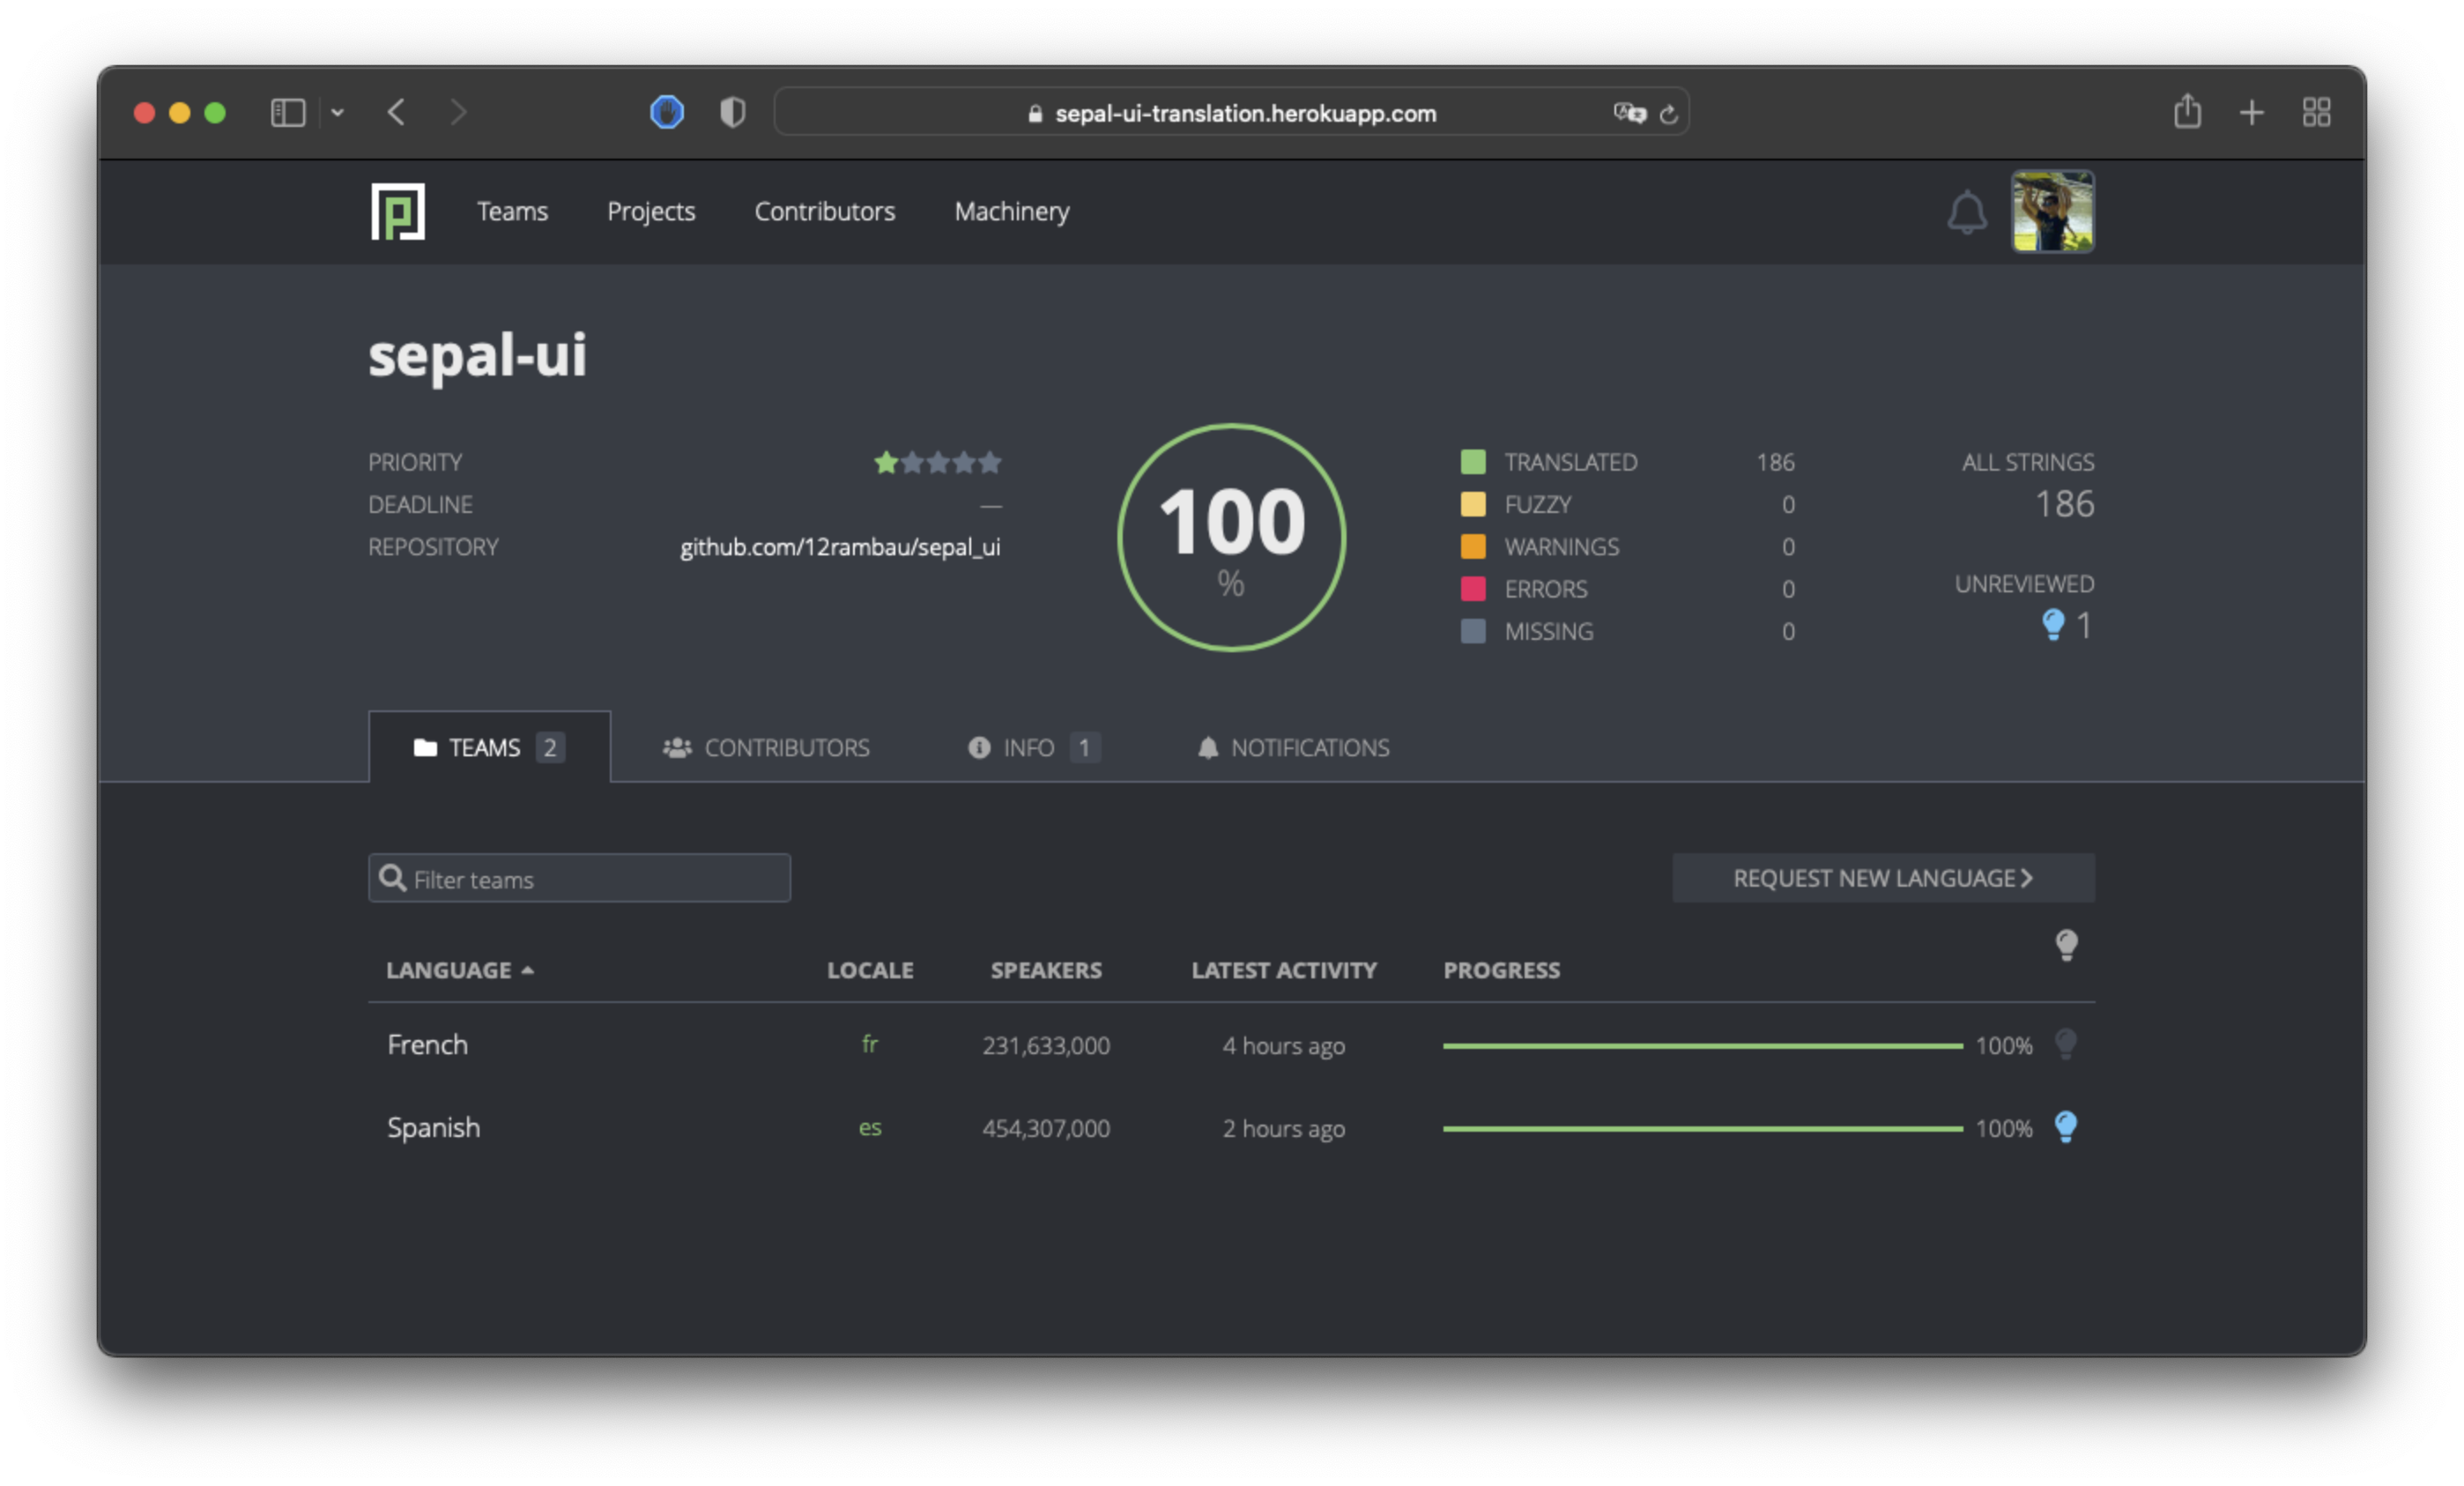 sepal-ui-translation.herokuapp.com
Teams Projects Contributors Machinery
sepal-ui
PRIORITY
DEADLINE —
REPOSITORY github.com/12rambau/sepal_ui
100
%
TRANSLATED 186
FUZZY 0
WARNINGS 0
ERRORS 0
MISSING 0
ALL STRINGS
186
UNREVIEWED
1
TEAMS 2 CONTRIBUTORS INFO 1 NOTIFICATIONS
Filter teams REQUEST NEW LANGUAGE
LANGUAGE LOCALE SPEAKERS LATEST ACTIVITY PROGRESS
French fr 231,633,000 4 hours ago 100%
Spanish es 454,307,000 2 hours ago 100%